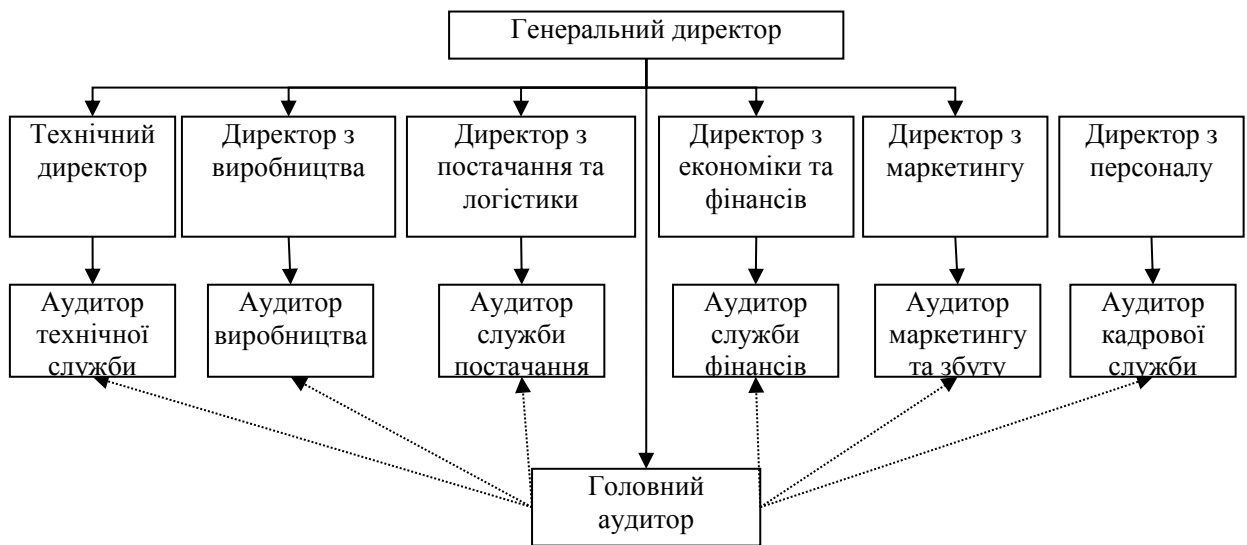 Генеральний директор
Технічний
директор
Директор з
виробництва
Директор з
постачання та
логістики
Директор з
економіки та
фінансів
Директор з
маркетингу
Директор з
персоналу
Аудитор
технічної
служби
Аудитор
виробництва
Аудитор
служби
постачання
Аудитор
служби
фінансів
Аудитор
маркетингу
та збуту
Аудитор
кадрової
служби
Головний
аудитор